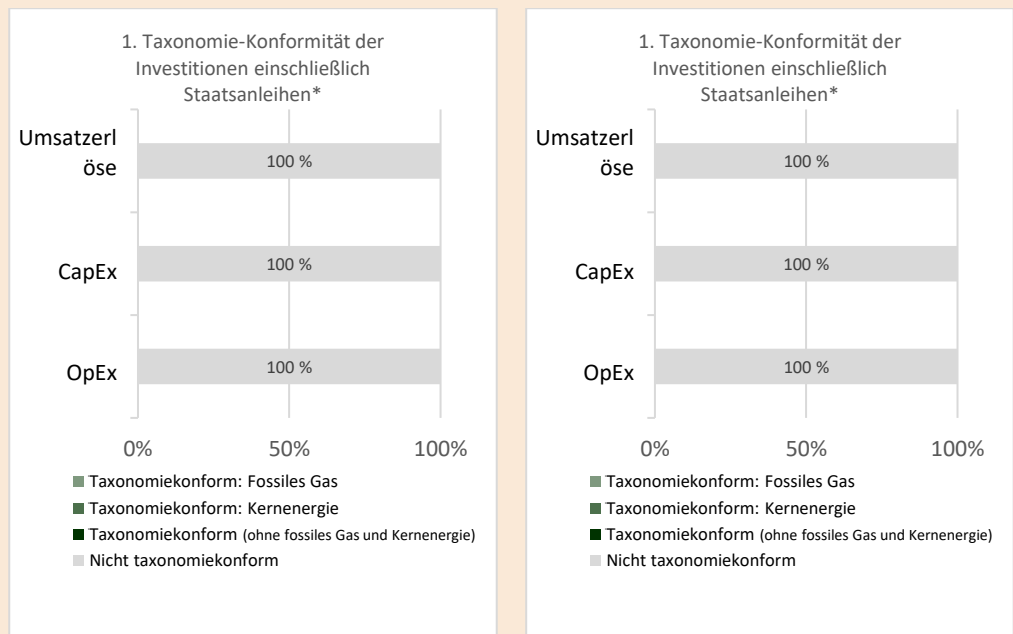 1. Taxonomie-Konformität der
Investitionen einschließlich
Staatsanleihen*
Umsatzerl
öse
100 %
CapEx
100 %
OpEx
100 %
0% 50% 100%
Taxonomiekonform: Fossiles Gas
Taxonomiekonform: Kernenergie
Taxonomiekonform (ohne fossiles Gas und Kernenergie)
Nicht taxonomiekonform
1. Taxonomie-Konformität der
Investitionen einschließlich
Staatsanleihen*
Umsatzerl
öse
100 %
CapEx
100 %
OpEx
100 %
0% 50% 100%
Taxonomiekonform: Fossiles Gas
Taxonomiekonform: Kernenergie
Taxonomiekonform (ohne fossiles Gas und Kernenergie)
Nicht taxonomiekonform